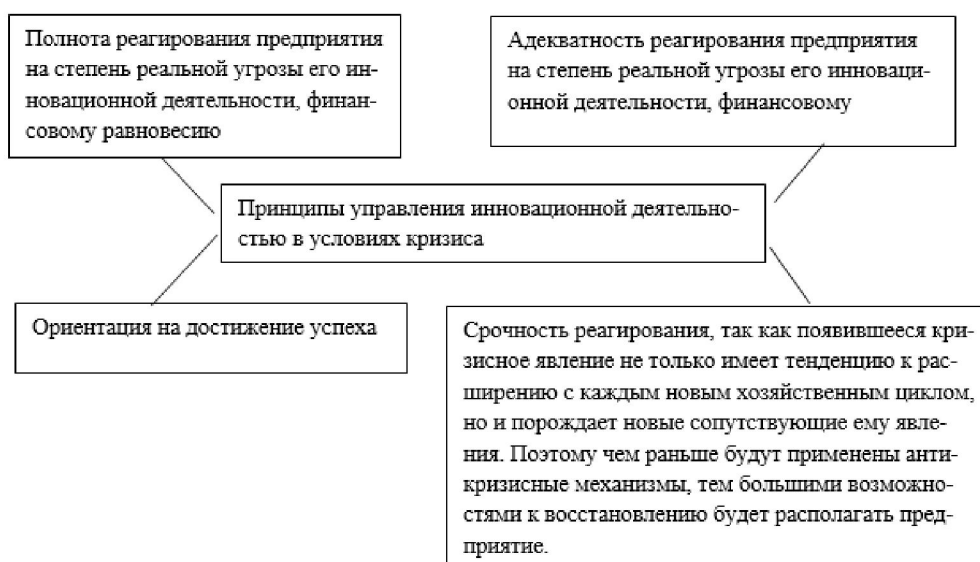 Полнота реагирования предприятия
на степень реальной угрозы его ин-
новационной деятельности, финан-
совому равновесию
Адекватность реагирования предприятия
на степень реальной угрозы его инноваци-
онной деятельности, финансовому
Принципы управления инновационной деятельно-
стью в условиях кризиса
Ориентация на достижение успеха
Срочность реагирования, так как появившееся кри-
зисное явление не только имеет тенденцию к рас-
ширению с каждым новым хозяйственным циклом,
но и порождает новые сопутствующие ему явле-
ния. Поэтому чем раньше будут применены анти-
кризисные механизмы, тем большими возможно-
стями к восстановлению будет располагать пред-
приятие.